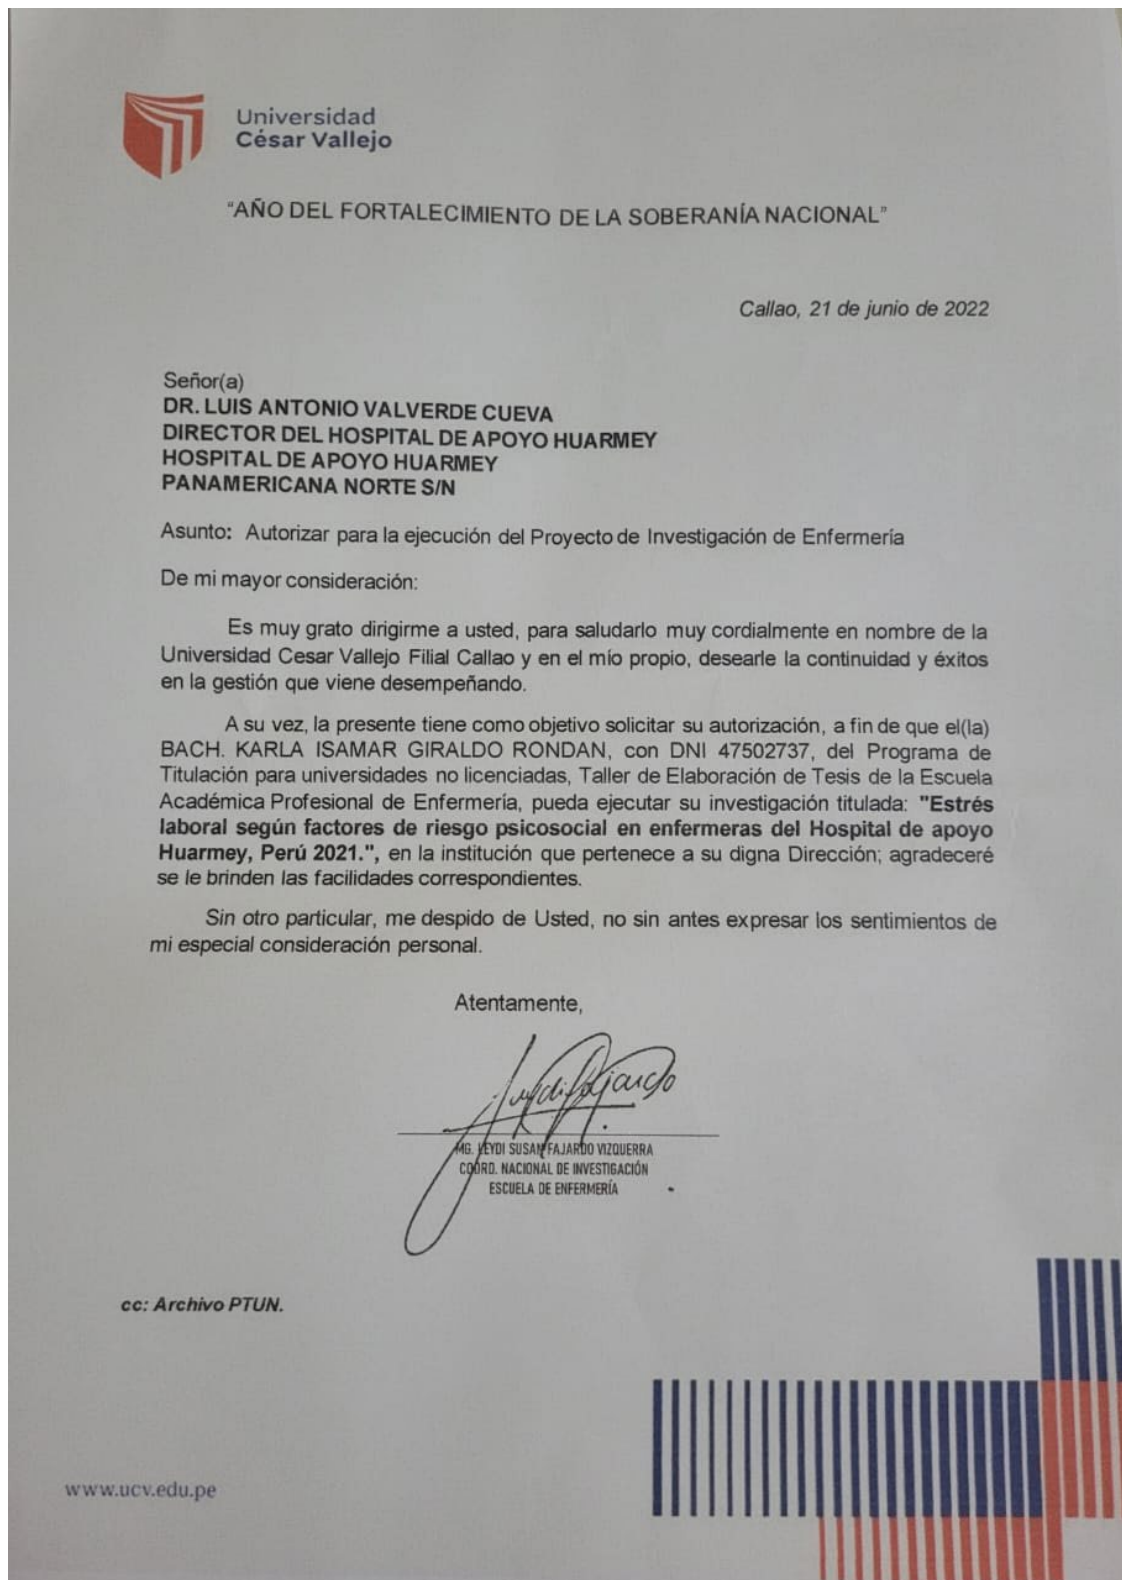 Universidad
César Vallejo
“AÑO DEL FORTALECIMIENTO DE LA SOBERANÍA NACIONAL”
Callao, 21 de junio de 2022
Señor(a)
DR. LUIS ANTONIO VALVERDE CUEVA
DIRECTOR DEL HOSPITAL DE APOYO HUARMEY
HOSPITAL DE APOYO HUARMEY
PANAMERICANA NORTE S/N
Asunto: Autorizar para la ejecución del Proyecto de Investigación de Enfermería
De mi mayor consideración:
Es muy grato dirigirme a usted, para saludarlo muy cordialmente en nombre de la
Universidad Cesar Vallejo Filial Callao y en el mío propio, desearle la continuidad y éxitos
en la gestión que viene desempeñando.
A su vez, la presente tiene como objetivo solicitar su autorización, a fin de que el(la)
BACH. KARLA ISAMAR GIRALDO RONDAN, con DNI 47502737, del Programa de
Titulación para universidades no licenciadas, Taller de Elaboración de Tesis de la Escuela
Académica Profesional de Enfermería, pueda ejecutar su investigación titulada: "Estrés
laboral según factores de riesgo psicosocial en enfermeras del Hospital de apoyo
Huarmey, Perú 2021.", en la institución que pertenece a su digna Dirección; agradeceré
se le brinden las facilidades correspondientes.
Sin otro particular, me despido de Usted, no sin antes expresar los sentimientos de
mi especial consideración personal.
Atentamente,
MG. LEYDI SUSAN FAJARDO VIZQUERRA
COORD. NACIONAL DE INVESTIGACIÓN
ESCUELA DE ENFERMERÍA
cc: Archivo PTUN.
www.ucv.edu.pe